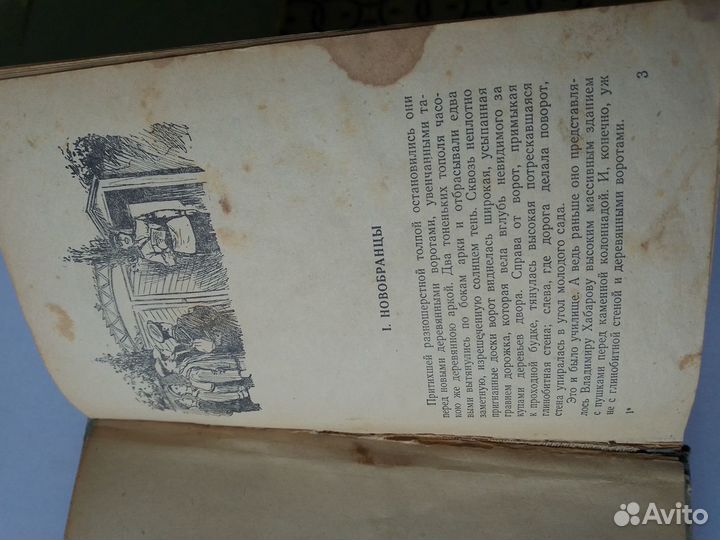 I. НОВОБРАНЦЫ
Притихшей разношерстной толпой остановились они
перед новыми деревянными воротами, увенчанными та-
кою же деревянною аркой. Два тоненьких тополя часо-
выми вытянулись по бокам арки и отбрасывали едва
заметную, изрешеченную солнцем тень. Сквозь неплотно
пригнанные доски ворот виднелась широкая, усыпанная
гравием дорожка, которая вела вглубь невидимого за
купами деревьев двора. Справа от ворот, примыкая
к проходной будке, тянулась высокая потрескавшаяся
глинобитная стена; слева, где дорога делала поворот,
стена упиралась в угол молодого сада.
Это и было училище. А ведь раньше оно представля-
лось Владимиру Хабарову высоким массивным зданием
с пушками перед каменной колоннадой. И, конечно, уж
не с глинобитной стеной и деревянными воротами.
1*
3
Avito